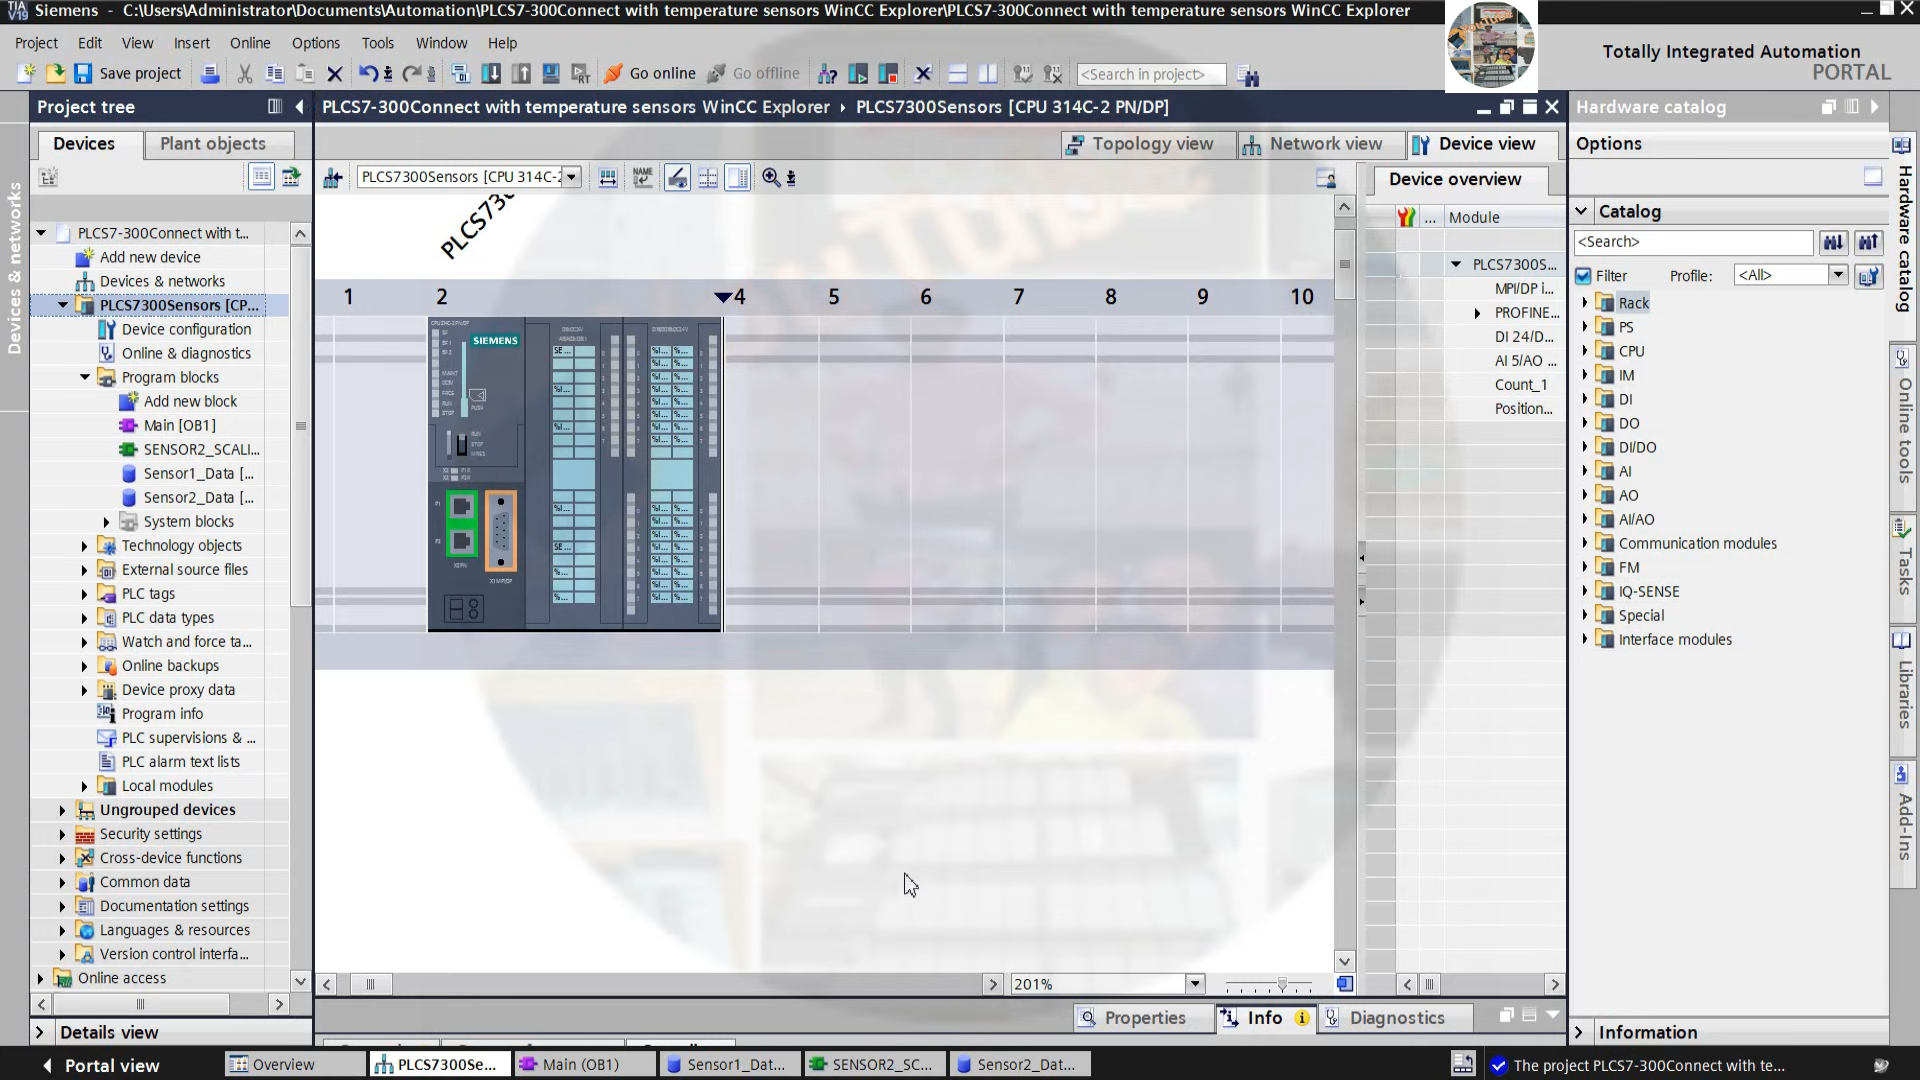 Siemens - C:\Users\Administrator\Documents\Automation\PLCS7-300Connect with temperature sensors WinCC Explorer\PLCS7-300Connect with temperature sensors WinCC Explorer
Project Edit View Insert Online Options Tools Window Help
Totally Integrated Automation
PORTAL
Save project
Go online
Go offline
<Search in project>
Project tree
PLCS7-300Connect with temperature sensors WinCC Explorer › PLCS7300Sensors [CPU 314C-2 PN/DP]
Hardware catalog
Devices
Plant objects
Topology view
Network view
Device view
Options
PLCS7300Sensors [CPU 314C-2
Device overview
Devices & networks
PLCS7-300Connect with t...
Add new device
Devices & networks
PLCS7300Sensors [CP...
Device configuration
Online & diagnostics
Program blocks
Add new block
Main [OB1]
SENSOR2_SCALI...
Sensor1_Data [...
Sensor2_Data [...
System blocks
Technology objects
External source files
PLC tags
PLC data types
Watch and force ta...
Online backups
Device proxy data
Program info
PLC supervisions & ...
PLC alarm text lists
Local modules
Ungrouped devices
Security settings
Cross-device functions
Common data
Documentation settings
Languages & resources
Version control interfa...
Online access
Details view
PLCS730
1 2 4 5 6 7 8 9 10
SIEMENS
201%
... Module
PLCS7300S...
MPI/DP i...
PROFINE...
DI 24/D...
AI 5/AO ...
Count_1
Position...
Properties
Info
Diagnostics
Catalog
<Search>
Filter
Profile:
<All>
Rack
PS
CPU
IM
DI
DO
DI/DO
AI
AO
AI/AO
Communication modules
FM
IQ-SENSE
Special
Interface modules
Information
Hardware catalog
Online tools
Tasks
Libraries
Add-Ins
Portal view
Overview
PLCS7300Se...
Main (OB1)
Sensor1_Dat...
SENSOR2_SC...
Sensor2_Dat...
The project PLCS7-300Connect with te...